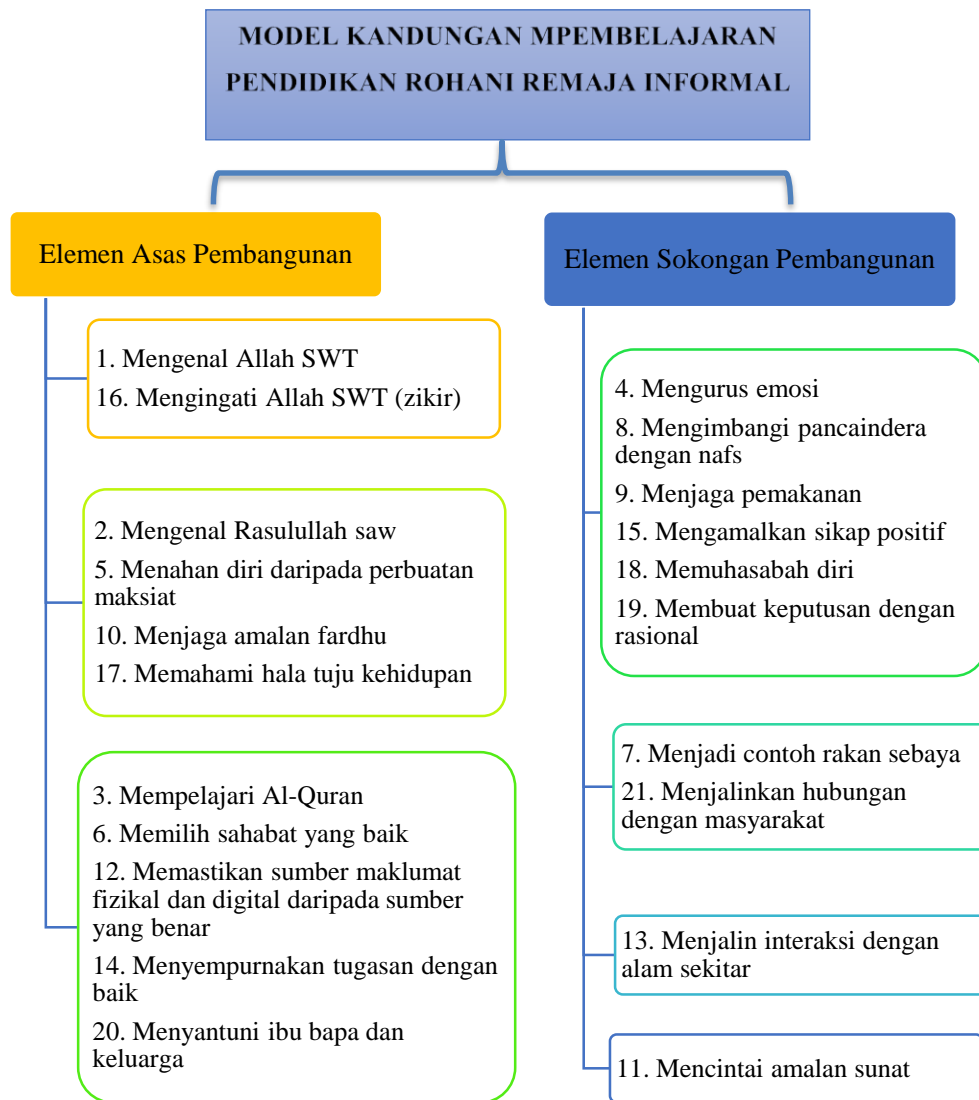 MODEL KANDUNGAN MPEMBELAJARAN
PENDIDIKAN ROHANI REMAJA INFORMAL
Elemen Asas Pembangunan
1. Mengenal Allah SWT
16. Mengingati Allah SWT (zikir)
2. Mengenal Rasulullah saw
5. Menahan diri daripada perbuatan
maksiat
10. Menjaga amalan fardhu
17. Memahami hala tuju kehidupan
3. Mempelajari Al-Quran
6. Memilih sahabat yang baik
12. Memastikan sumber maklumat
fizikal dan digital daripada sumber
yang benar
14. Menyempurnakan tugasan dengan
baik
20. Menyantuni ibu bapa dan
keluarga
Elemen Sokongan Pembangunan
4. Mengurus emosi
8. Mengimbangi pancaindera
dengan nafs
9. Menjaga pemakanan
15. Mengamalkan sikap positif
18. Memuhasabah diri
19. Membuat keputusan dengan
rasional
7. Menjadi contoh rakan sebaya
21. Menjalinkan hubungan
dengan masyarakat
13. Menjalin interaksi dengan
alam sekitar
11. Mencintai amalan sunat